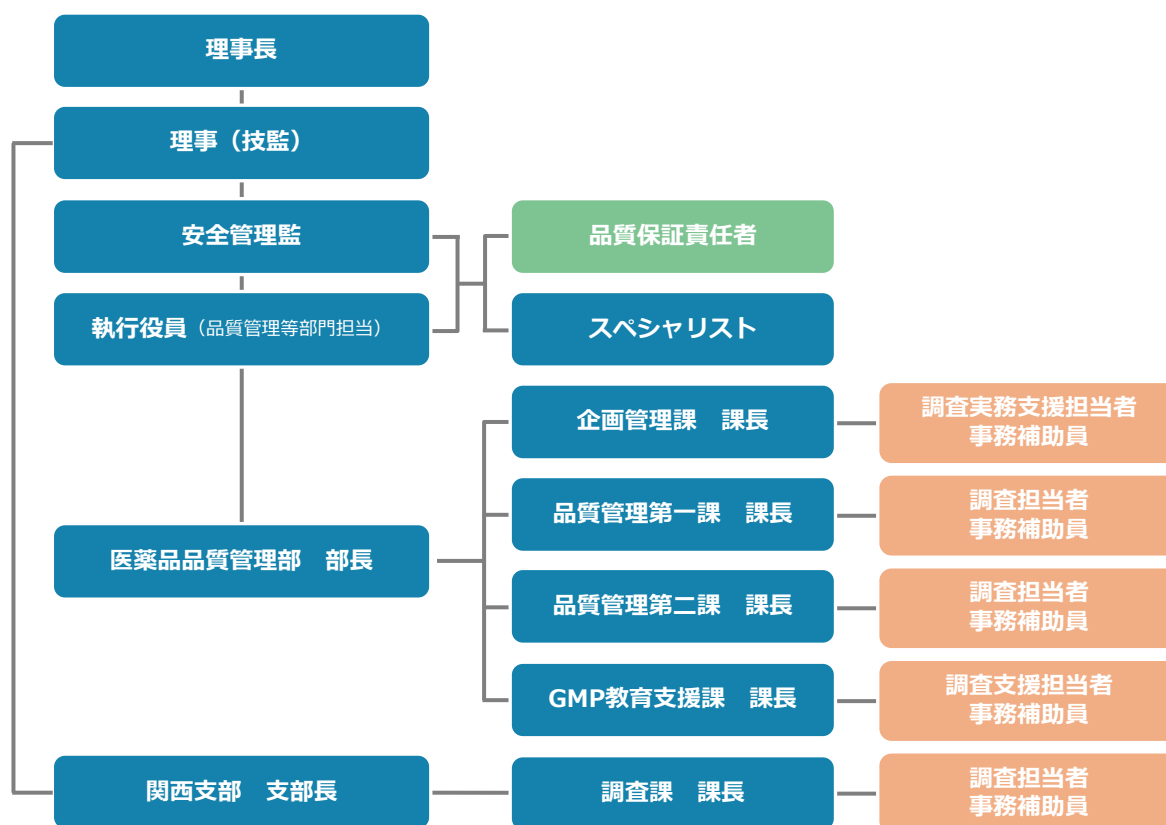 理事長
理事（技監）
安全管理監
品質保証責任者
執行役員（品質管理等部門担当）
スペシャリスト
企画管理課　課長
調査実務支援担当者
事務補助員
品質管理第一課　課長
調査担当者
事務補助員
医薬品品質管理部　部長
品質管理第二課　課長
調査担当者
事務補助員
GMP教育支援課　課長
調査支援担当者
事務補助員
関西支部　支部長
調査課　課長
調査担当者
事務補助員